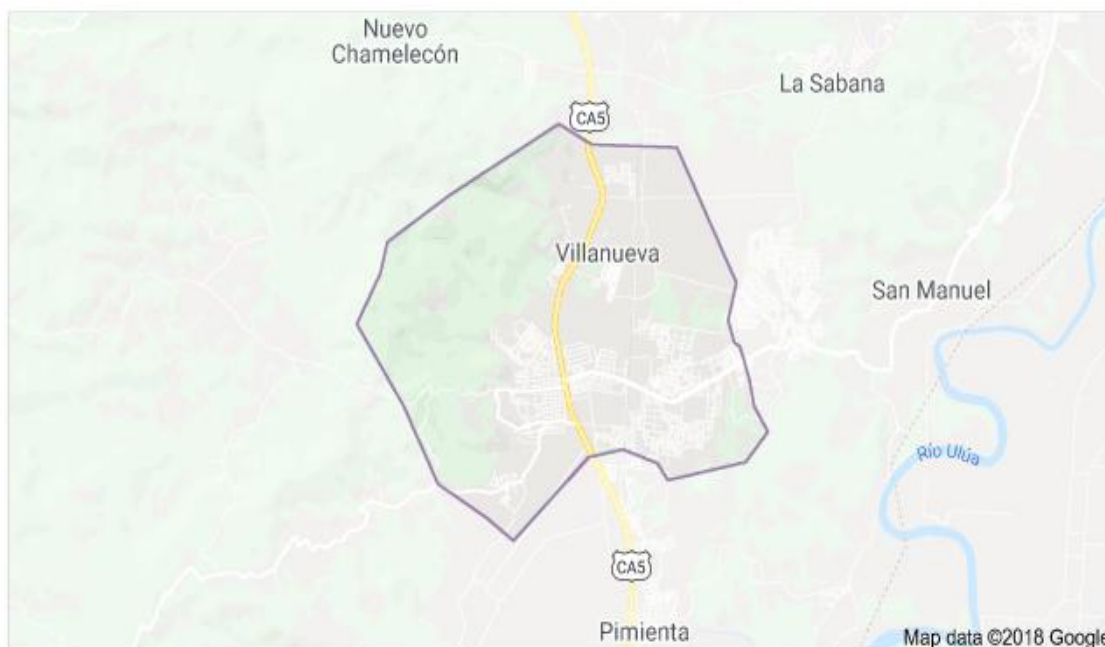 Nuevo
Chamelecón
La Sabana
CA5
Villanueva
San Manuel
Río Ulúa
CA5
Pimienta
Map data ©2018 Google